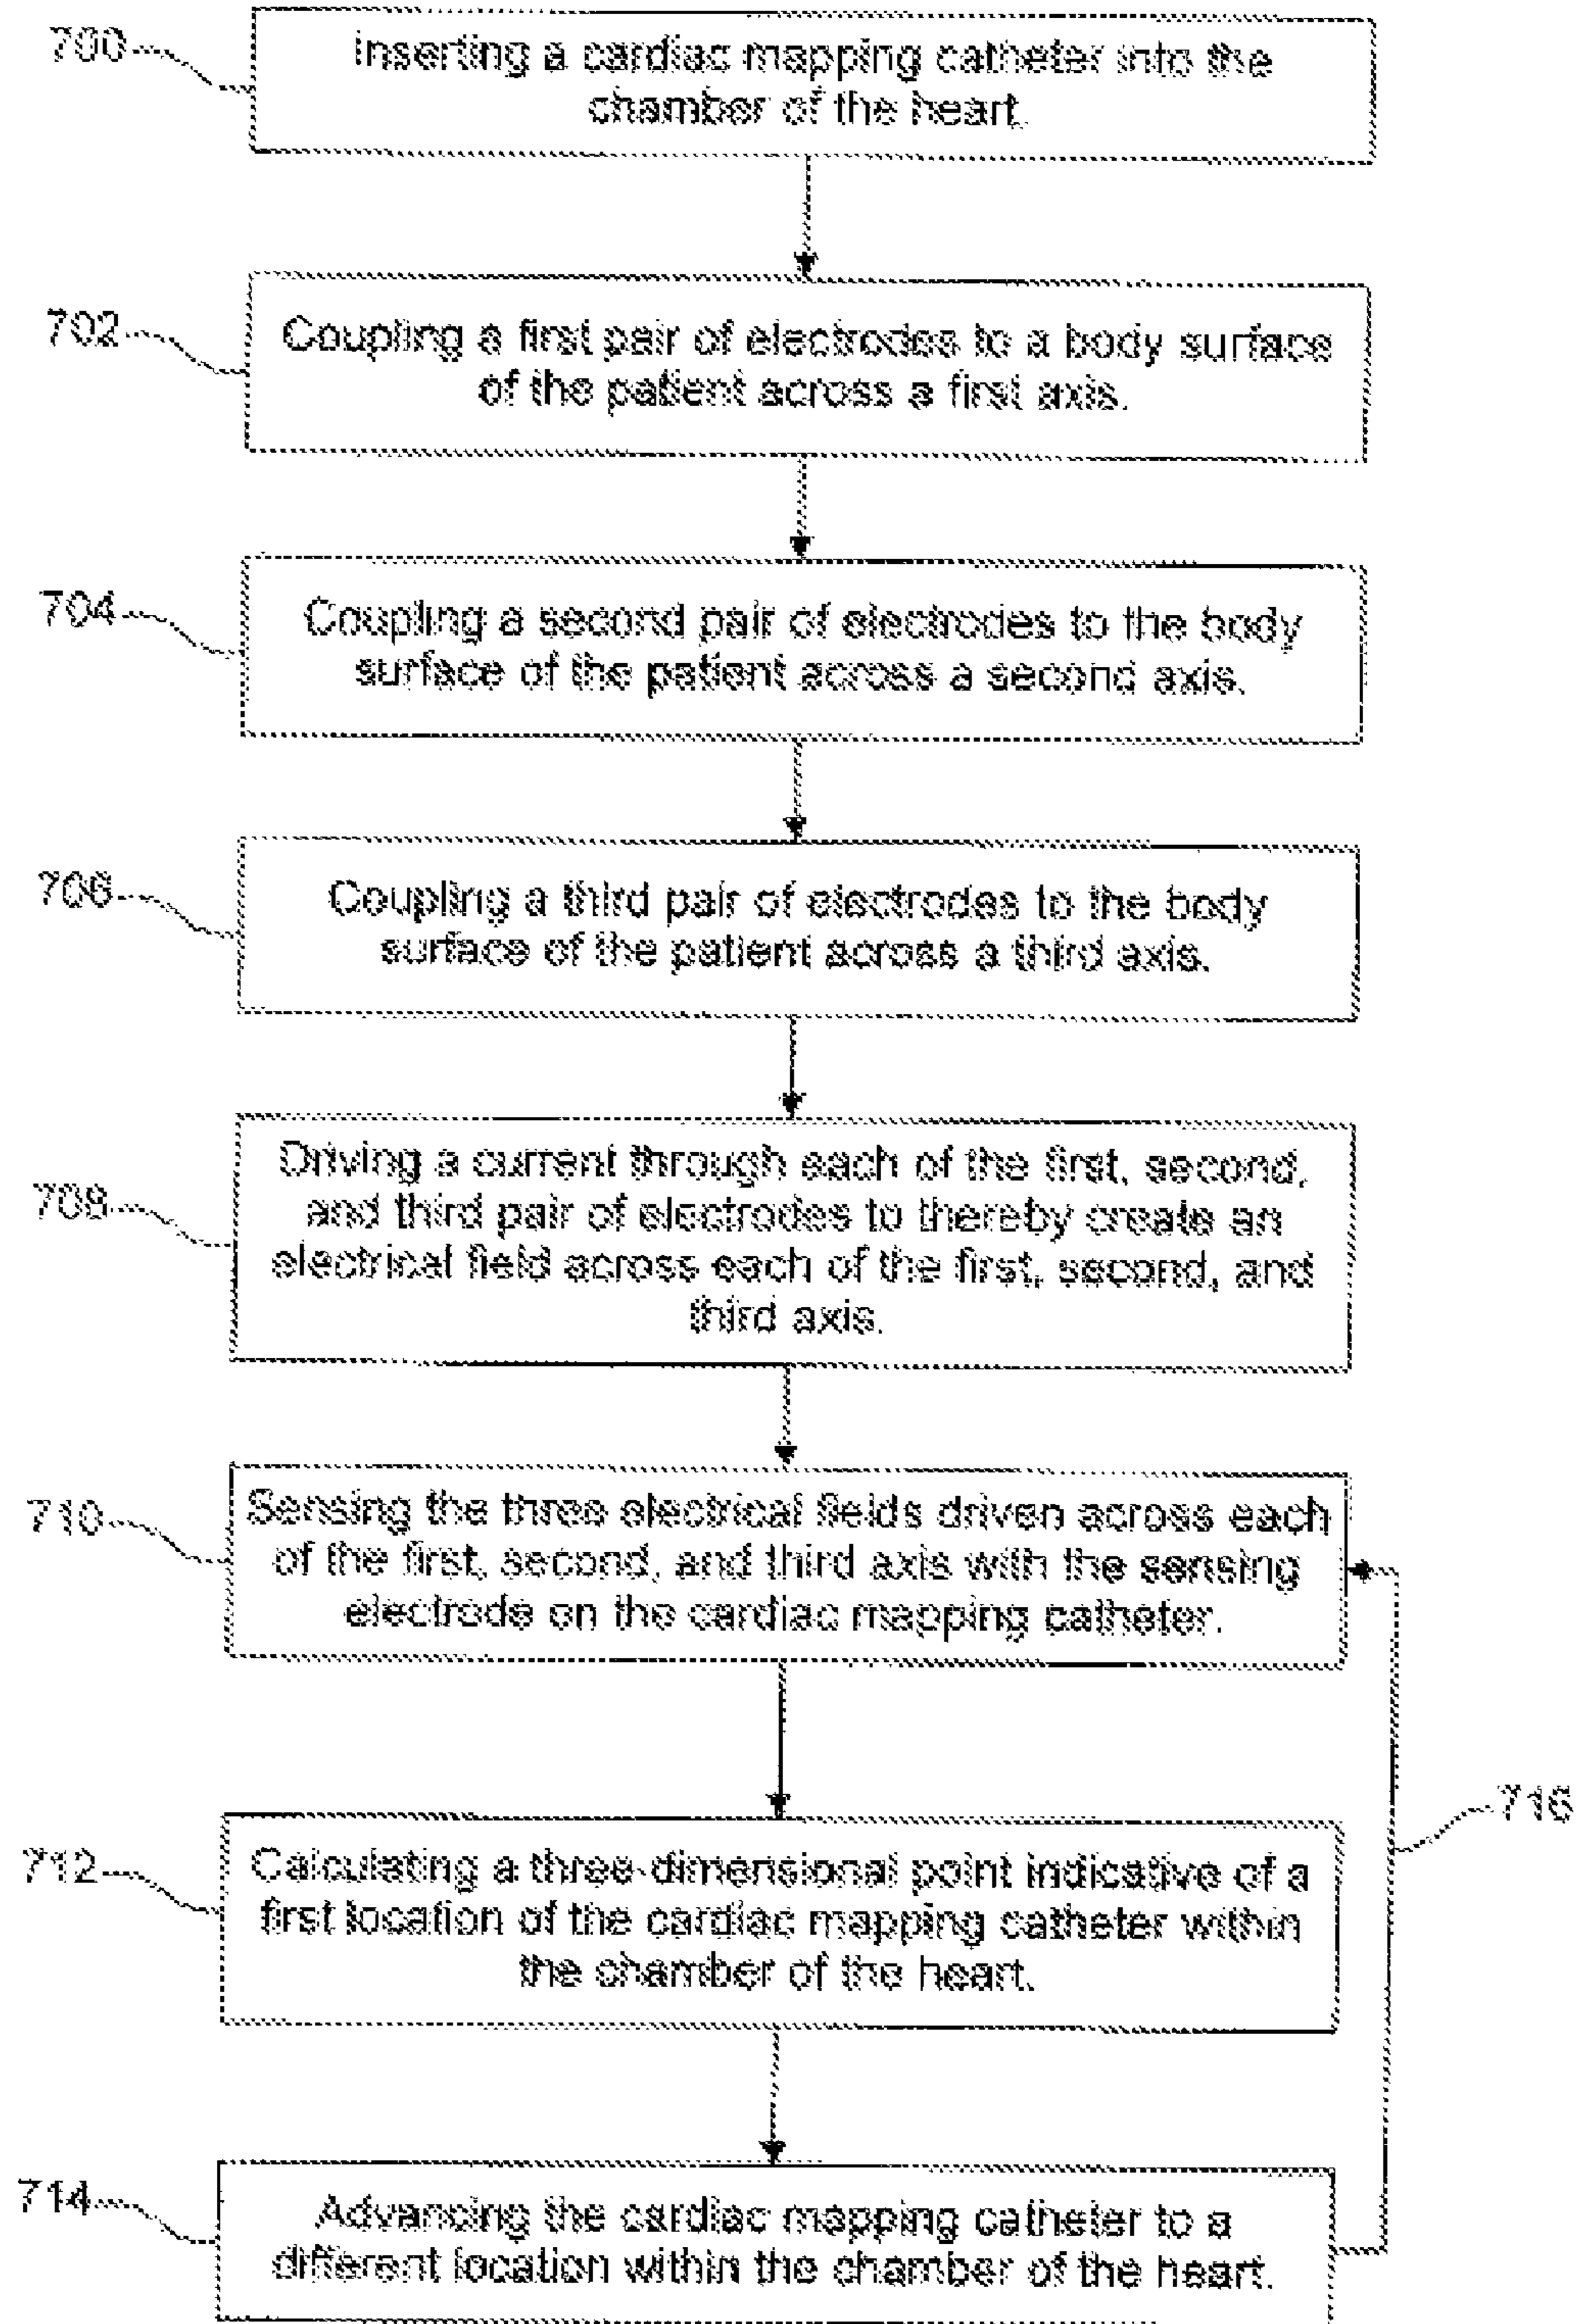 700
Inserting a cardiac mapping catheter into the
chamber of the heart.
702
Coupling a first pair of electrodes to a body surface
of the patient across a first axis.
704
Coupling a second pair of electrodes to the body
surface of the patient across a second axis.
706
Coupling a third pair of electrodes to the body
surface of the patient across a third axis.
708
Driving a current through each of the first, second,
and third pair of electrodes to thereby create an
electrical field across each of the first, second, and
third axis.
710
Sensing the three electrical fields driven across each
of the first, second, and third axis with the sensing
electrode on the cardiac mapping catheter.
712
Calculating a three-dimensional point indicative of a
first location of the cardiac mapping catheter within
the chamber of the heart.
716
714
Advancing the cardiac mapping catheter to a
different location within the chamber of the heart.